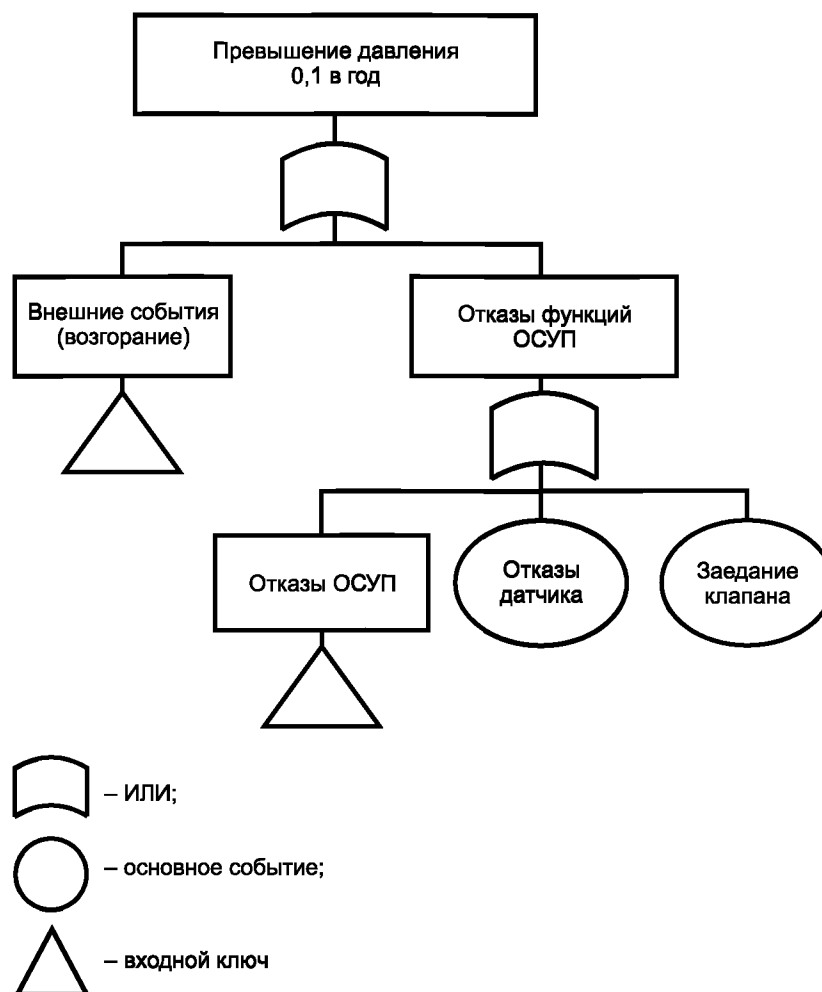 Превышение давления
0,1 в год
Внешние события
(возгорание)
Отказы функций
ОСУП
Отказы ОСУП
Отказы
датчика
Заедание
клапана
– ИЛИ;
– основное событие;
– входной ключ